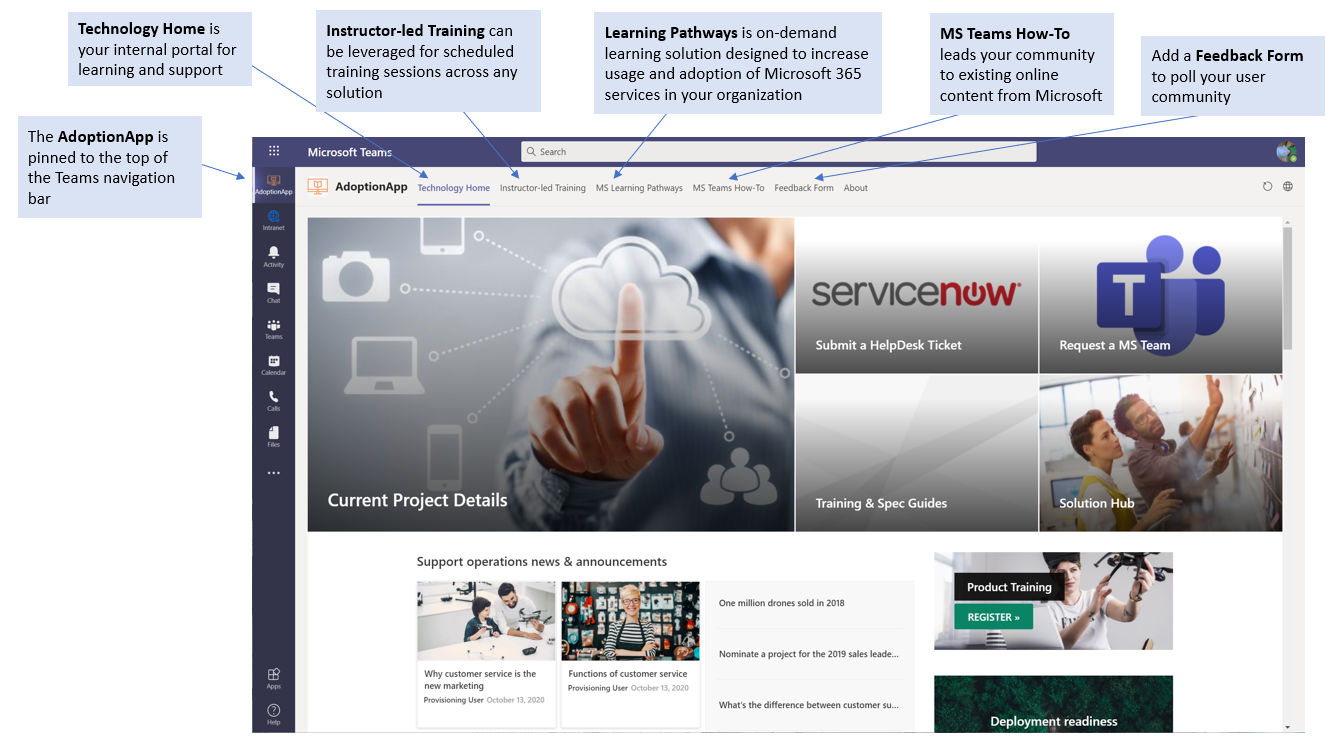 Technology Home is
your internal portal for
learning and support
Instructor-led Training can
be leveraged for scheduled
training sessions across any
solution
Learning Pathways is on-demand
learning solution designed to increase
usage and adoption of Microsoft 365
services in your organization
MS Teams How-To
leads your community
to existing online
content from Microsoft
Add a Feedback Form
to poll your user
community
The AdoptionApp is
pinned to the top of
the Teams navigation
bar
Microsoft Teams
Search
AdoptionApp
Intranet
Activity
Chat
Teams
Calendar
Calls
Files
Apps
Help
AdoptionApp Technology Home Instructor-led Training MS Learning Pathways MS Teams How-To Feedback Form About
Current Project Details
servicenow
Submit a HelpDesk Ticket
T
Request a MS Team
Training & Spec Guides
Solution Hub
Support operations news & announcements
Why customer service is the
new marketing
Provisioning User October 13, 2020
Functions of customer service
Provisioning User October 13, 2020
One million drones sold in 2018
Nominate a project for the 2019 sales leade...
What's the difference between customer su...
Product Training
REGISTER »
Deployment readiness